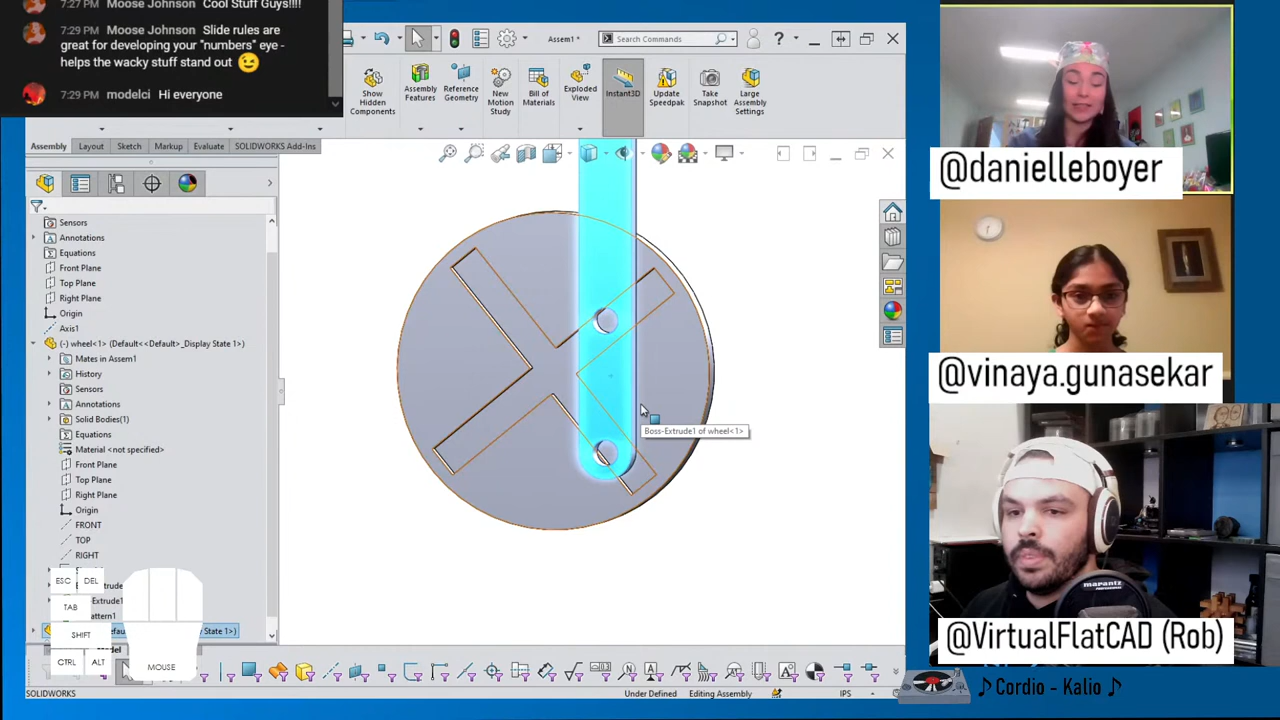 7:27 PM Moose Johnson Cool Stuff Guys!!!!
7:29 PM Moose Johnson Slide rules are
great for developing your "numbers" eye -
helps the wacky stuff stand out 😉
7:29 PM modelci Hi everyone
Assem1 *
Search Commands
Show
Hidden
Components
Assembly
Features
Reference
Geometry
New
Motion
Study
Bill of
Materials
Exploded
View
Instant3D
Update
Speedpak
Take
Snapshot
Large
Assembly
Settings
Assembly Layout Sketch Markup Evaluate SOLIDWORKS Add-Ins
Sensors
Annotations
Equations
Front Plane
Top Plane
Right Plane
Origin
Axis1
(-) wheel<1> (Default<<Default>_Display State 1>)
Mates in Assem1
History
Sensors
Annotations
Solid Bodies(1)
Equations
Material <not specified>
Front Plane
Top Plane
Right Plane
Origin
FRONT
TOP
RIGHT
State 1>)
ESC DEL
TAB
SHIFT
CTRL ALT
MOUSE
Boss-Extrude1 of wheel<1>
SOLIDWORKS
Under Defined Editing Assembly IPS
@danielleboyer
@vinaya.gunasekar
marantz
PROFESSIONAL
@VirtualFlatCAD (Rob)
♪ Cordio - Kalio ♪